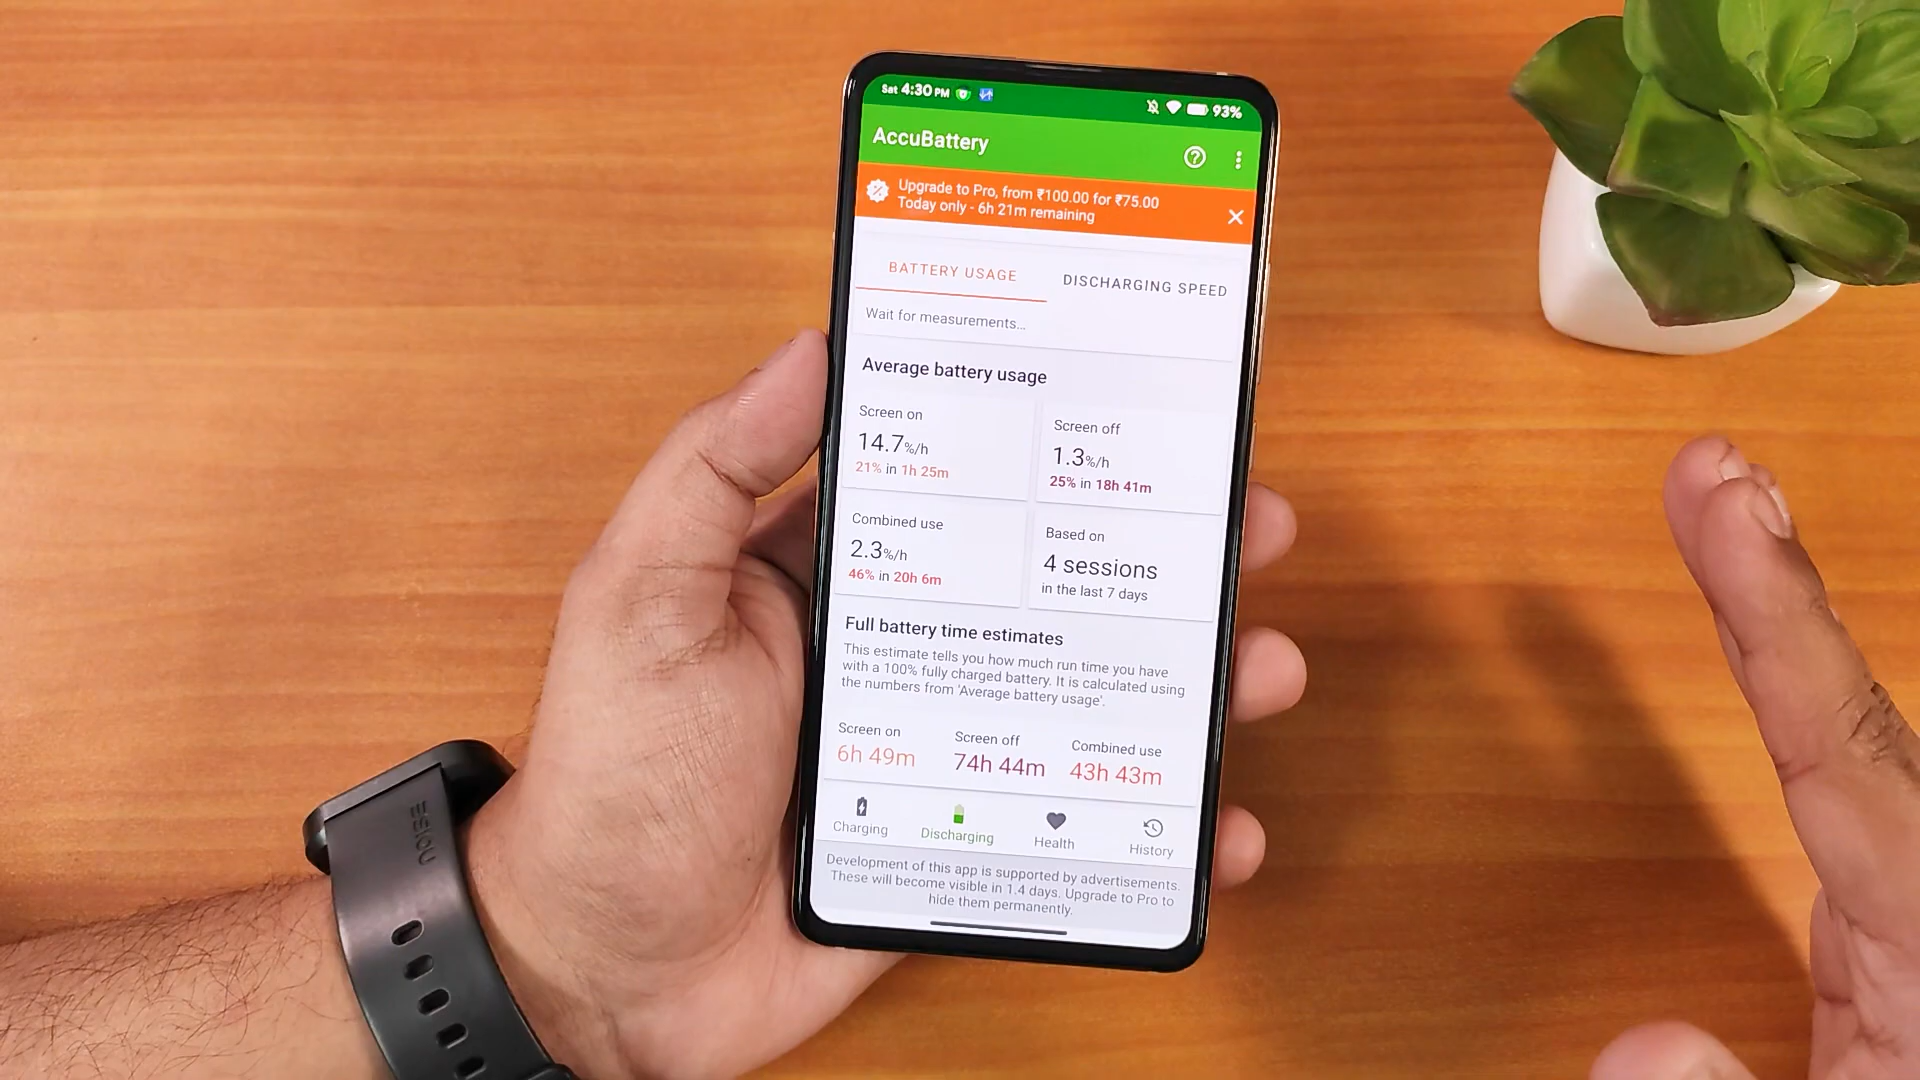 Sat 4:30 PM 93%
AccuBattery
Upgrade to Pro, from ₹100.00 for ₹75.00
Today only - 6h 21m remaining
BATTERY USAGE DISCHARGING SPEED
Wait for measurements...
Average battery usage
Screen on
14.7%/h
21% in 1h 25m
Screen off
1.3%/h
25% in 18h 41m
Combined use
2.3%/h
46% in 20h 6m
Based on
4 sessions
in the last 7 days
Full battery time estimates
This estimate tells you how much run time you have
with a 100% fully charged battery. It is calculated using
the numbers from 'Average battery usage'.
Screen on
6h 49m
Screen off
74h 44m
Combined use
43h 43m
Charging Discharging Health History
Development of this app is supported by advertisements.
These will become visible in 1.4 days. Upgrade to Pro to
hide them permanently.
NOISE